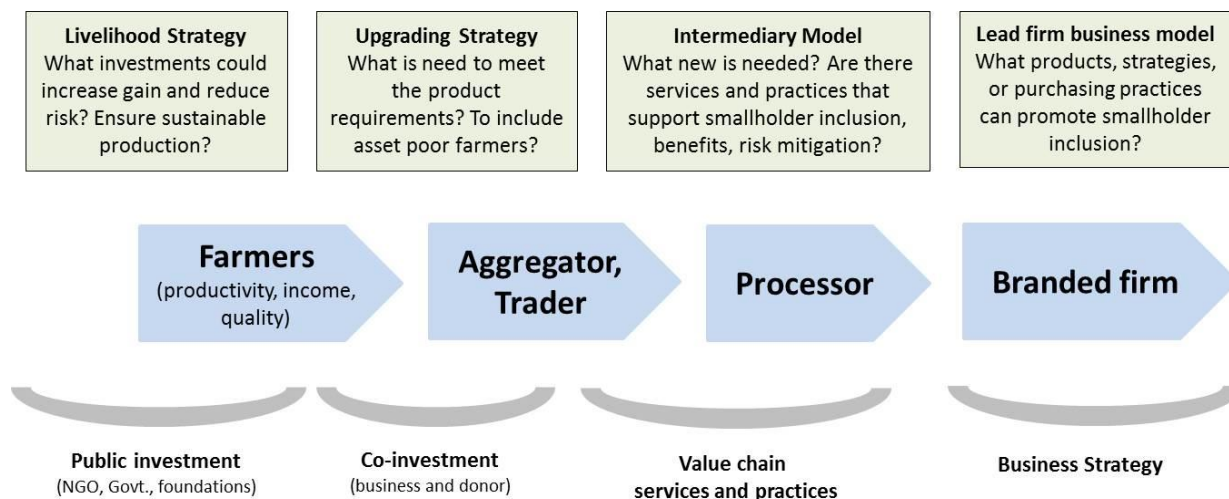 Livelihood Strategy
What investments could
increase gain and reduce
risk? Ensure sustainable
production?
Upgrading Strategy
What is need to meet
the product
requirements? To include
asset poor farmers?
Intermediary Model
What new is needed? Are there
services and practices that
support smallholder inclusion,
benefits, risk mitigation?
Lead firm business model
What products, strategies,
or purchasing practices
can promote smallholder
inclusion?
Farmers
(productivity, income,
quality)
Aggregator,
Trader
Processor
Branded firm
Public investment
(NGO, Govt., foundations)
Co-investment
(business and donor)
Value chain
services and practices
Business Strategy